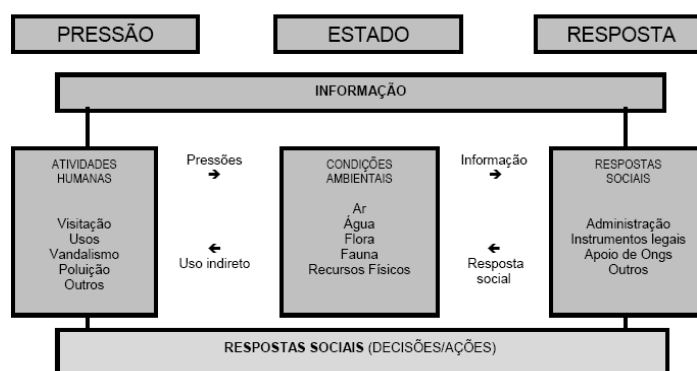 PRESSÃO
ESTADO
RESPOSTA
INFORMAÇÃO
ATIVIDADES
HUMANAS
Visitação
Usos
Vandalismo
Poluição
Outros
Pressões
➔
←
Uso indireto
CONDIÇÕES
AMBIENTAIS
Ar
Água
Flora
Fauna
Recursos Físicos
Informação
➔
←
Resposta
social
RESPOSTAS
SOCIAIS
Administração
Instrumentos legais
Apoio de Ongs
Outros
RESPOSTAS SOCIAIS (DECISÕES/AÇÕES)